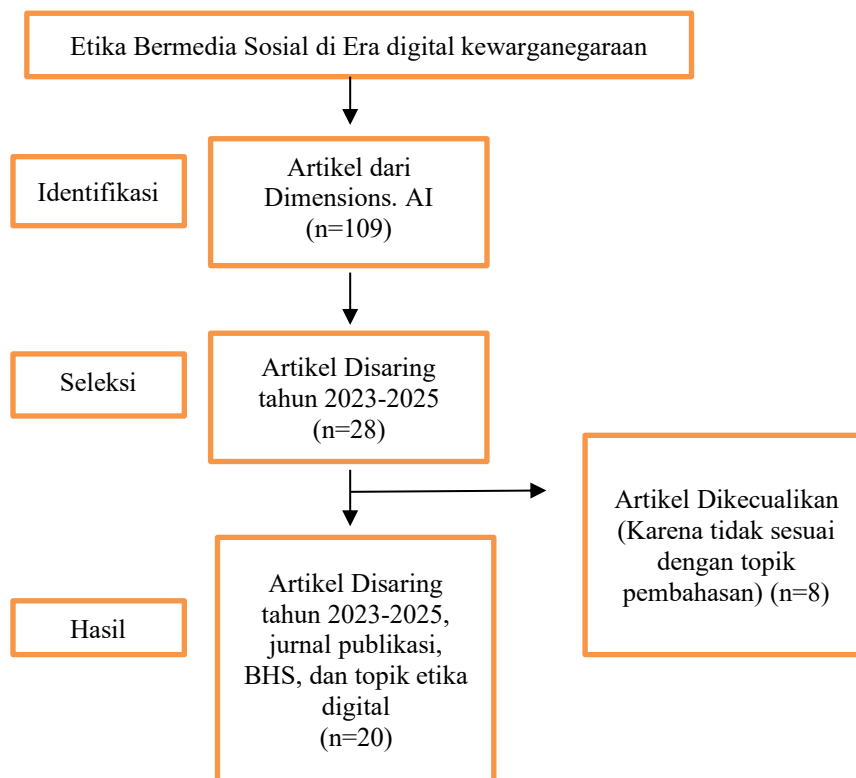 Etika Bermedia Sosial di Era digital kewarganegaraan
Identifikasi
Artikel dari
Dimensions. AI
(n=109)
Seleksi
Artikel Disaring
tahun 2023-2025
(n=28)
Artikel Dikecualikan
(Karena tidak sesuai
dengan topik
pembahasan) (n=8)
Hasil
Artikel Disaring
tahun 2023-2025,
jurnal publikasi,
BHS, dan topik etika
digital
(n=20)